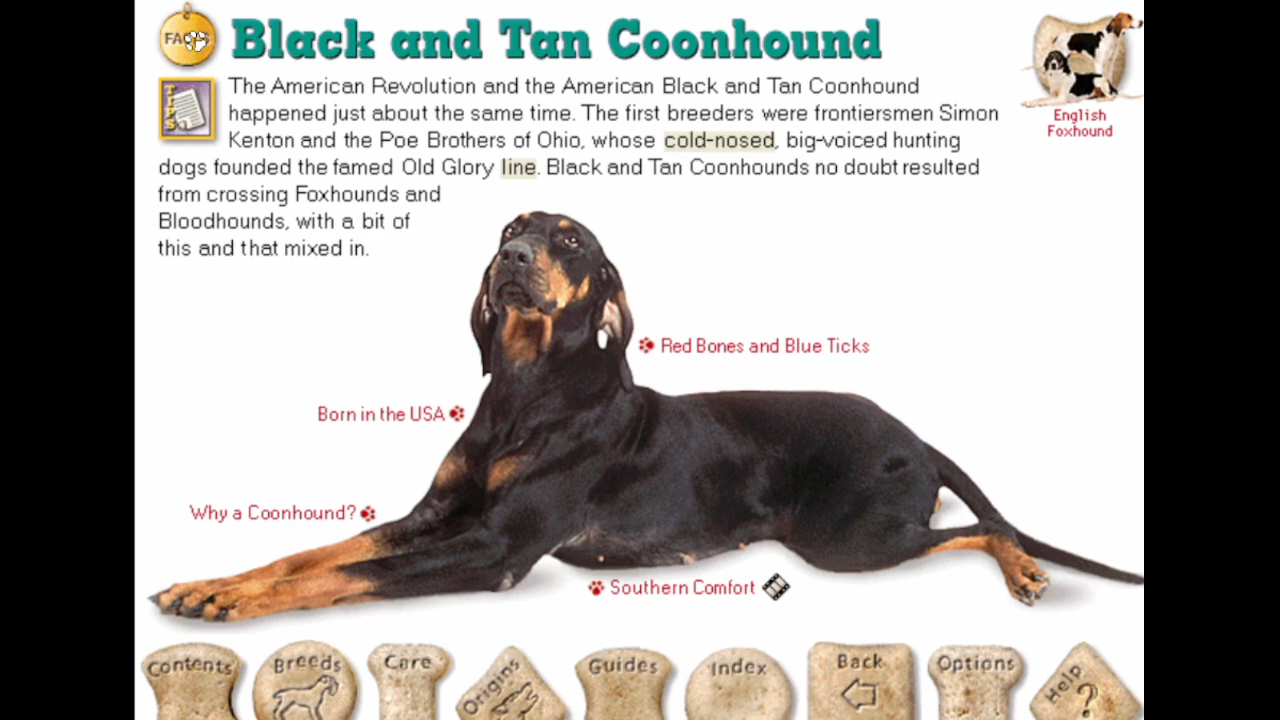 FA
Black and Tan Coonhound
TIPS
The American Revolution and the American Black and Tan Coonhound
happened just about the same time. The first breeders were frontiersmen Simon
Kenton and the Poe Brothers of Ohio, whose cold-nosed, big-voiced hunting
dogs founded the famed Old Glory line. Black and Tan Coonhounds no doubt resulted
from crossing Foxhounds and
Bloodhounds, with a bit of
this and that mixed in.
English
Foxhound
Red Bones and Blue Ticks
Born in the USA
Why a Coonhound?
Southern Comfort
Contents Breeds Care Origins Guides Index Back Options Help ?